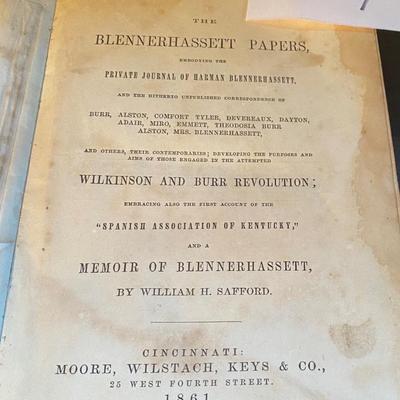 THE
BLENNERHASSETT PAPERS,
EMBODYING THE
PRIVATE JOURNAL OF HARMAN BLENNERHASSETT,
AND THE HITHERTO UNPUBLISHED CORRESPONDENCE OF
BURR, ALSTON, COMFORT TYLER, DEVEREAUX, DAYTON,
ADAIR, MIRO, EMMETT, THEODOSIA BURR
ALSTON, MRS. BLENNERHASSETT,
AND OTHERS, THEIR CONTEMPORARIES; DEVELOPING THE PURPOSES AND
AIMS OF THOSE ENGAGED IN THE ATTEMPTED
WILKINSON AND BURR REVOLUTION;
EMBRACING ALSO THE FIRST ACCOUNT OF THE
"SPANISH ASSOCIATION OF KENTUCKY,"
AND A
MEMOIR OF BLENNERHASSETT,
BY WILLIAM H. SAFFORD.
CINCINNATI:
MOORE, WILSTACH, KEYS & CO.,
25 WEST FOURTH STREET.
1861